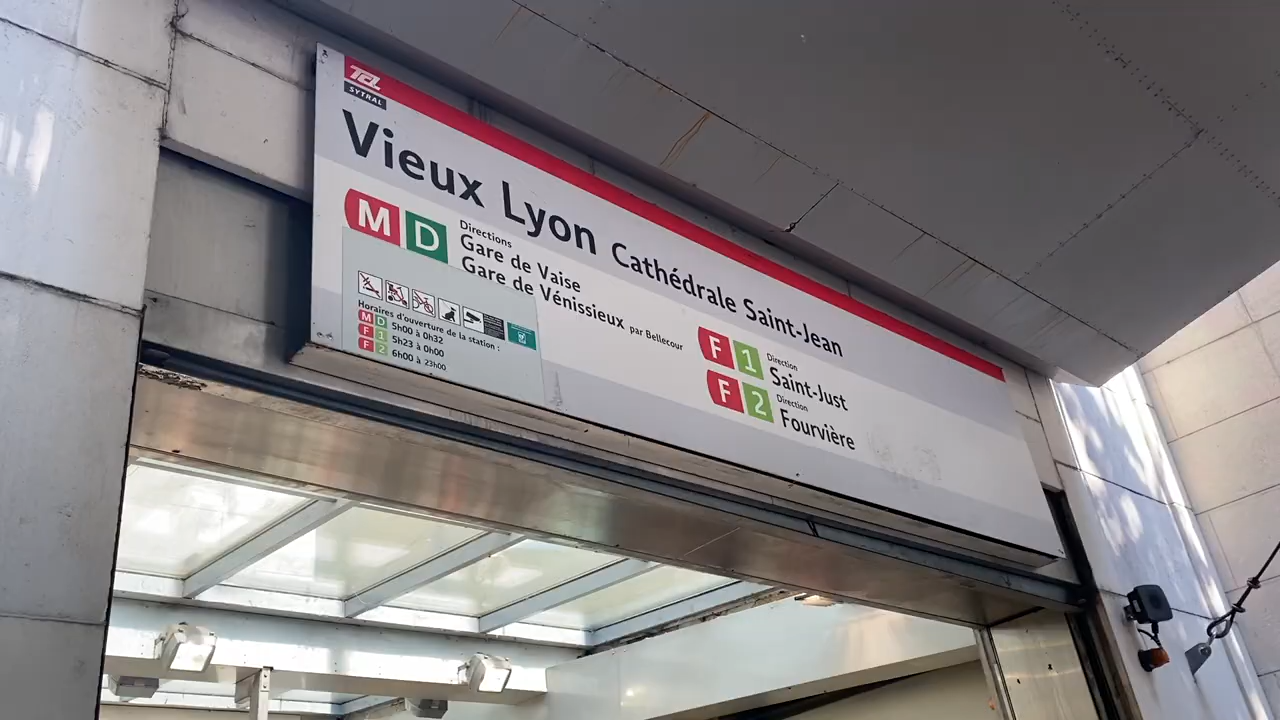 TCL
SYTRAL
Vieux Lyon Cathédrale Saint-Jean
M D
Directions
Gare de Vaise
Gare de Vénissieux par Bellecour
F 1
Direction
Saint-Just
F 2
Direction
Fourvière
Horaires d'ouverture de la station :
M D 5h00 à 0h32
F 1 5h23 à 0h00
F 2 6h00 à 23h00